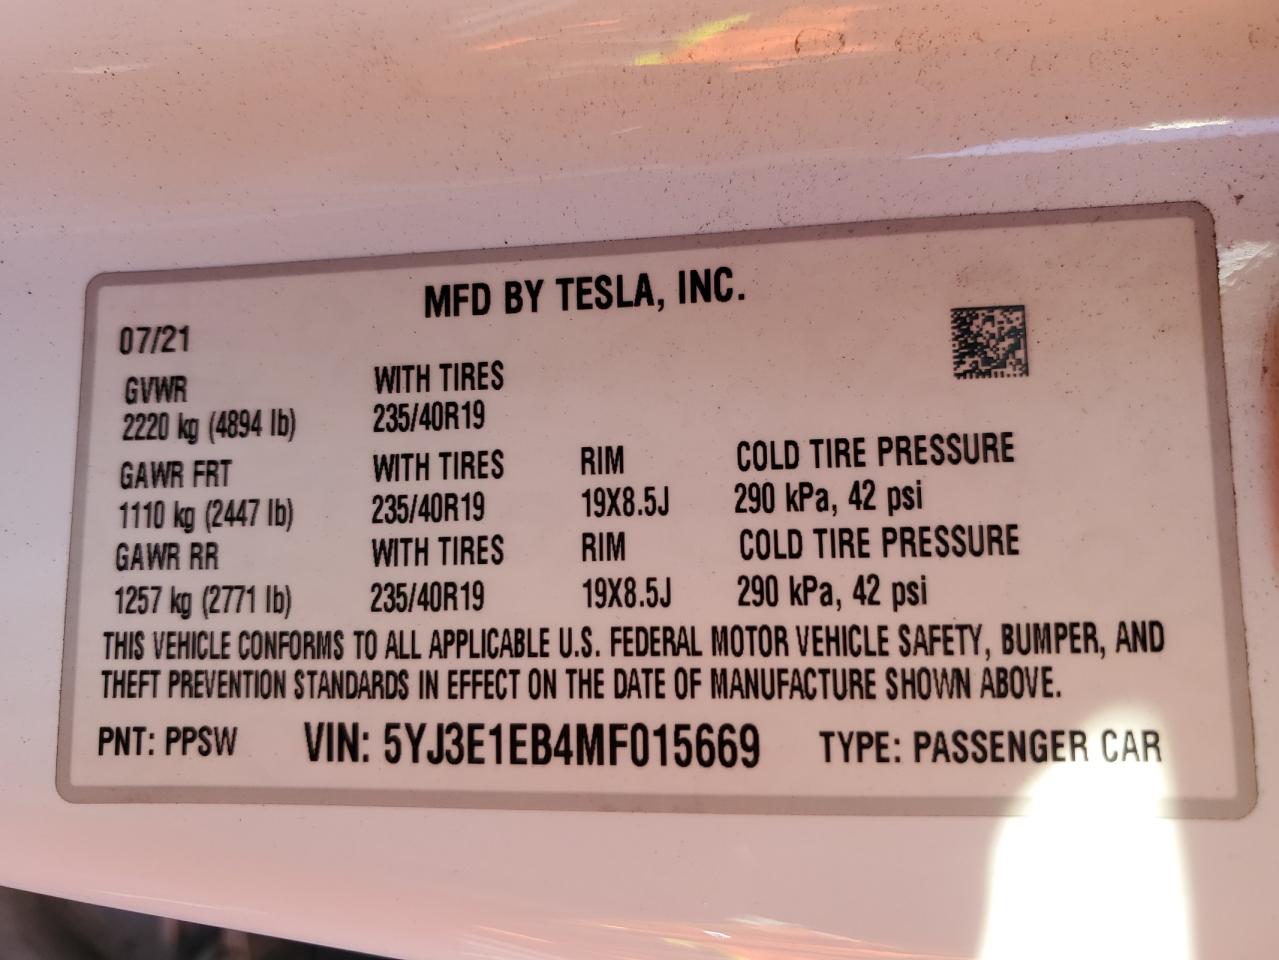 MFD BY TESLA, INC.
07/21
GVWR WITH TIRES
2220 kg (4894 lb) 235/40R19
GAWR FRT WITH TIRES RIM COLD TIRE PRESSURE
1110 kg (2447 lb) 235/40R19 19X8.5J 290 kPa, 42 psi
GAWR RR WITH TIRES RIM COLD TIRE PRESSURE
1257 kg (2771 lb) 235/40R19 19X8.5J 290 kPa, 42 psi
THIS VEHICLE CONFORMS TO ALL APPLICABLE U.S. FEDERAL MOTOR VEHICLE SAFETY, BUMPER, AND
THEFT PREVENTION STANDARDS IN EFFECT ON THE DATE OF MANUFACTURE SHOWN ABOVE.
PNT: PPSW VIN: 5YJ3E1EB4MF015669 TYPE: PASSENGER CAR